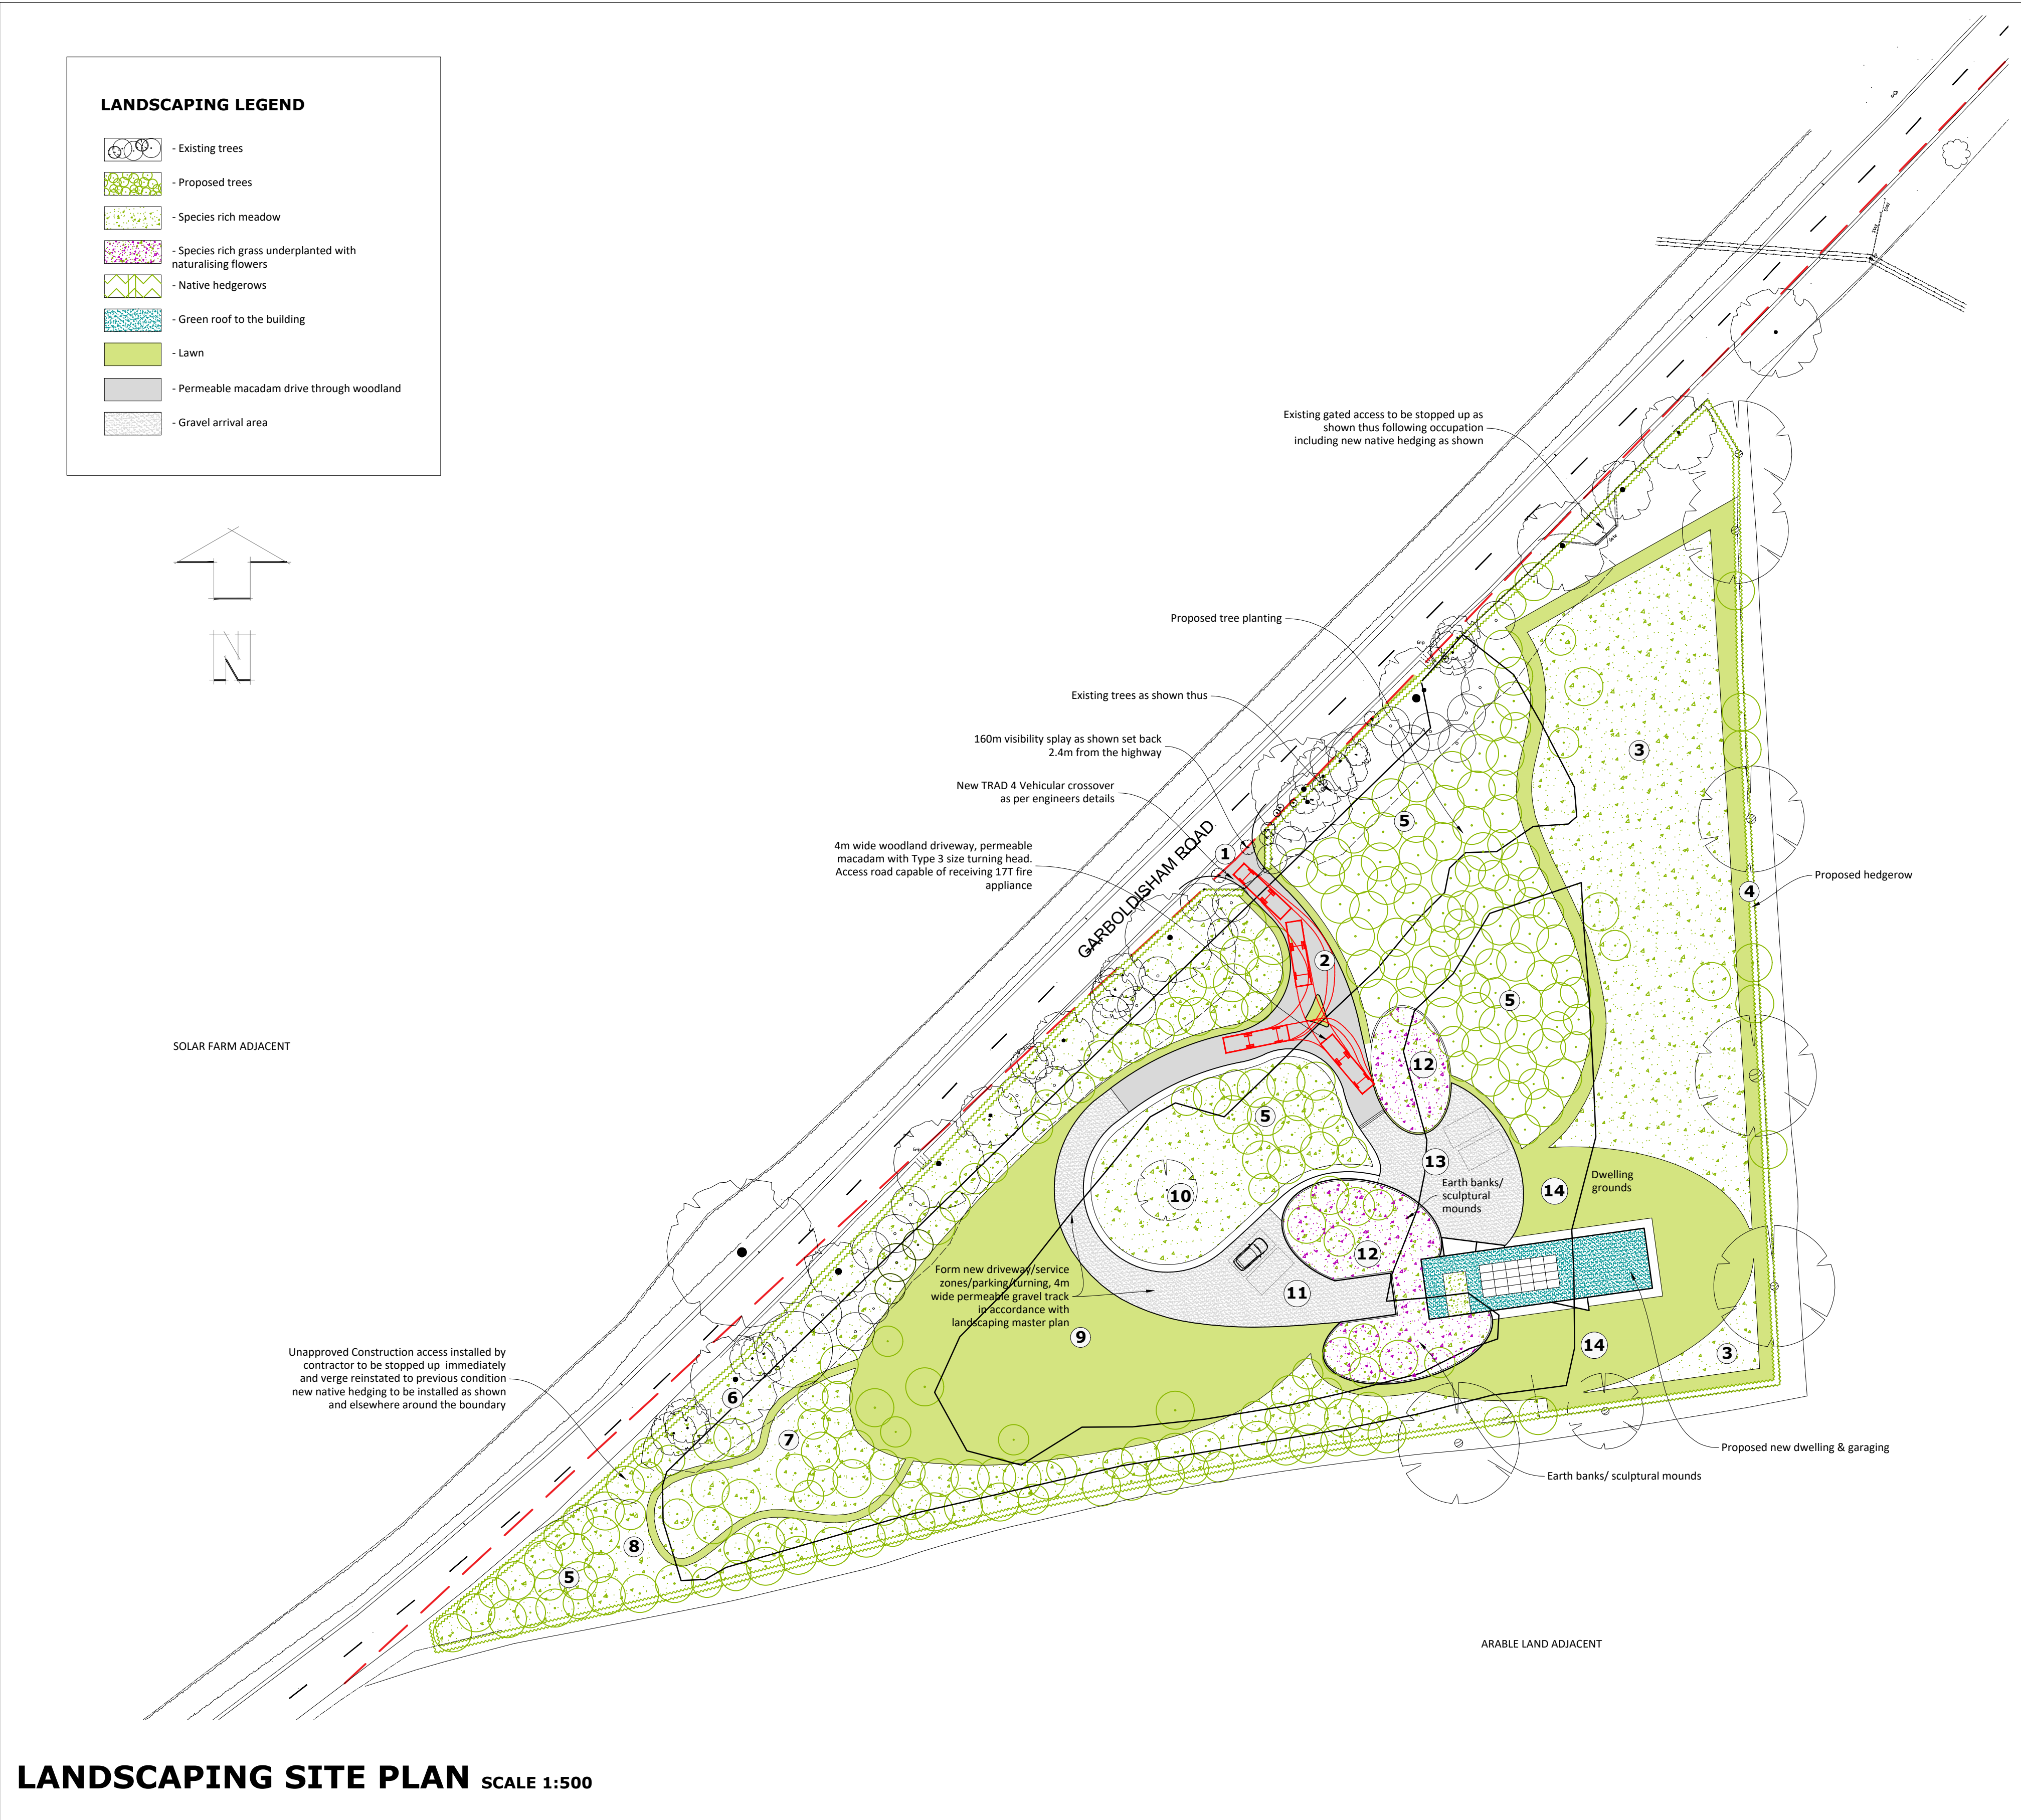 LANDSCAPING LEGEND
- Existing trees
- Proposed trees
- Species rich meadow
- Species rich grass underplanted with
naturalising flowers
- Native hedgerows
- Green roof to the building
- Lawn
- Permeable macadam drive through woodland
- Gravel arrival area
N
Stay
Stay
Existing gated access to be stopped up as
shown thus following occupation
including new native hedging as shown
Gate
Proposed tree planting
Grip
Existing trees as shown thus
160m visibility splay as shown set back
2.4m from the highway
New TRAD 4 Vehicular crossover
as per engineers details
4m wide woodland driveway, permeable
macadam with Type 3 size turning head.
Access road capable of receiving 17T fire
appliance
GARBOLDISHAM ROAD
1
2
3
5
4
Proposed hedgerow
5
SOLAR FARM ADJACENT
12
5
13
10
Earth banks/
sculptural
mounds
14
Dwelling
grounds
Grip
12
11
Form new driveway/service
zones/parking/turning, 4m
wide permeable gravel track
in accordance with
landscaping master plan
9
14
3
Unapproved Construction access installed by
contractor to be stopped up immediately
and verge reinstated to previous condition
new native hedging to be installed as shown
and elsewhere around the boundary
6
7
8
5
Proposed new dwelling & garaging
Earth banks/ sculptural mounds
ARABLE LAND ADJACENT
LANDSCAPING SITE PLAN SCALE 1:500